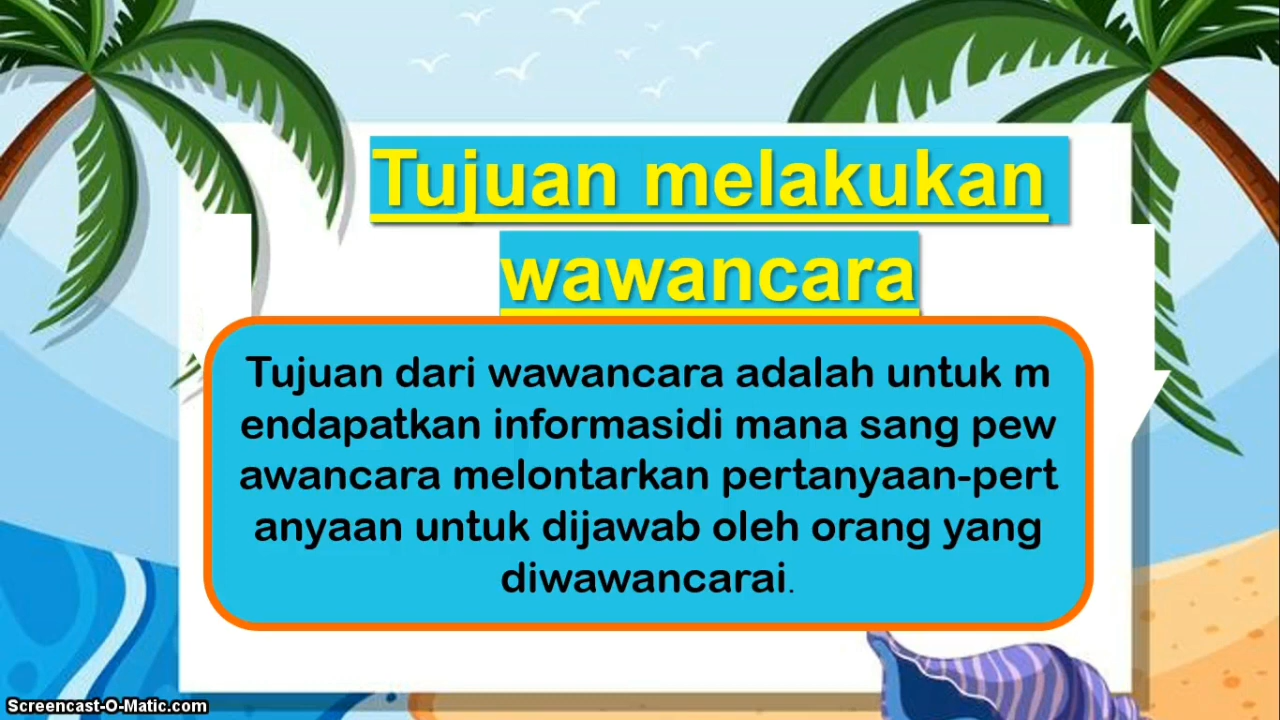 Tujuan melakukan
wawancara
Tujuan dari wawancara adalah untuk m
endapatkan informasidi mana sang pew
awancara melontarkan pertanyaan-pert
anyaan untuk dijawab oleh orang yang
diwawancarai.
Screencast-O-Matic.com